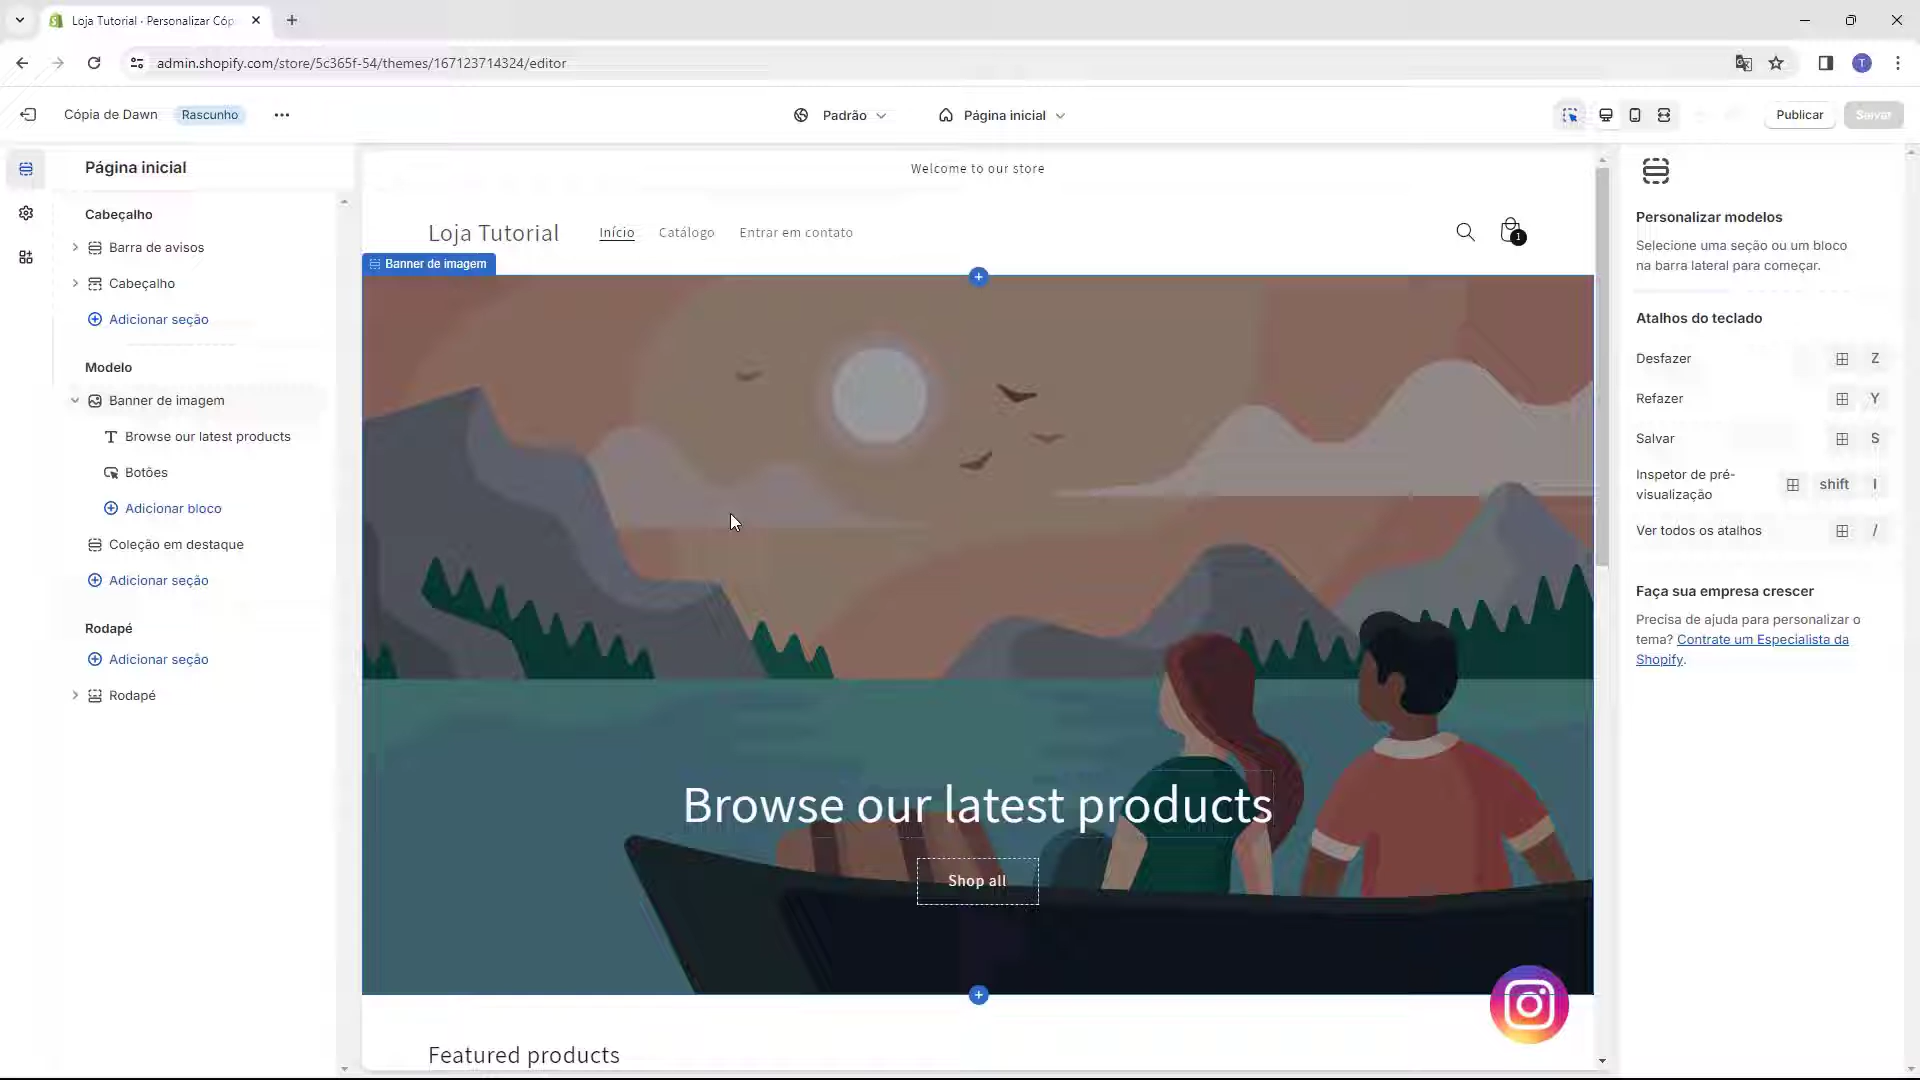 Loja Tutorial · Personalizar Cóp
admin.shopify.com/store/5c365f-54/themes/167123714324/editor
T
Cópia de Dawn
Rascunho
Padrão
Página inicial
Publicar
Salvar
Página inicial
Cabeçalho
Barra de avisos
Cabeçalho
Adicionar seção
Modelo
Banner de imagem
Browse our latest products
Botões
Adicionar bloco
Coleção em destaque
Adicionar seção
Rodapé
Adicionar seção
Rodapé
Welcome to our store
Loja Tutorial
Início
Catálogo
Entrar em contato
1
Banner de imagem
Browse our latest products
Shop all
Featured products
Personalizar modelos
Selecione uma seção ou um bloco
na barra lateral para começar.
Atalhos do teclado
Desfazer Z
Refazer Y
Salvar S
Inspetor de pré-
visualização shift I
Ver todos os atalhos /
Faça sua empresa crescer
Precisa de ajuda para personalizar o
tema? Contrate um Especialista da
Shopify.